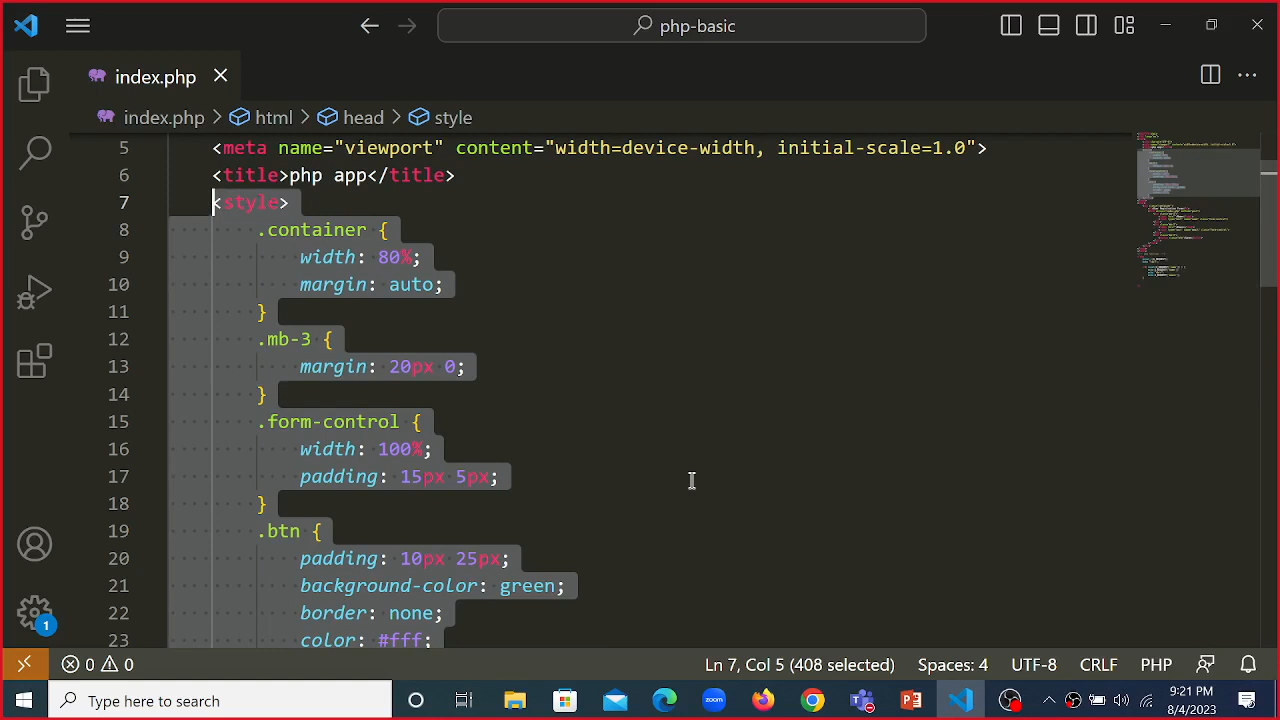 php-basic
index.php
index.php > html > head > style
5 <meta name="viewport" content="width=device-width, initial-scale=1.0">
6 <title>php app</title>
7 <style>
8 .container {
9 width: 80%;
10 margin: auto;
11 }
12 .mb-3 {
13 margin: 20px 0;
14 }
15 .form-control {
16 width: 100%;
17 padding: 15px 5px;
18 }
19 .btn {
20 padding: 10px 25px;
21 background-color: green;
22 border: none;
23 color: #fff;
1
0 0 Ln 7, Col 5 (408 selected) Spaces: 4 UTF-8 CRLF PHP
Type here to search
zoom
9:21 PM
8/4/2023